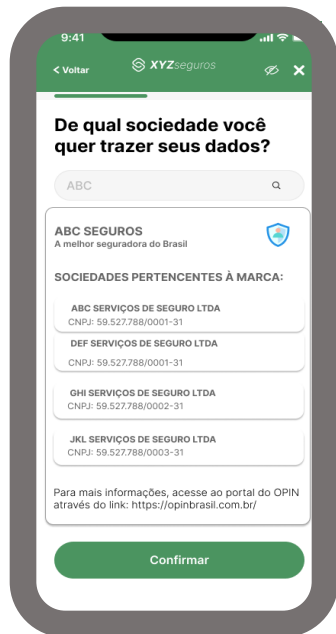 9:41
< Voltar
XYZseguros
De qual sociedade você
quer trazer seus dados?
ABC
ABC SEGUROS
A melhor seguradora do Brasil
SOCIEDADES PERTENCENTES À MARCA:
ABC SERVIÇOS DE SEGURO LTDA
CNPJ: 59.527.788/0001-31
DEF SERVIÇOS DE SEGURO LTDA
CNPJ: 59.527.788/0001-31
GHI SERVIÇOS DE SEGURO LTDA
CNPJ: 59.527.788/0002-31
JKL SERVIÇOS DE SEGURO LTDA
CNPJ: 59.527.788/0003-31
Para mais informações, acesse ao portal do OPIN
através do link: https://opinbrasil.com.br/
Confirmar